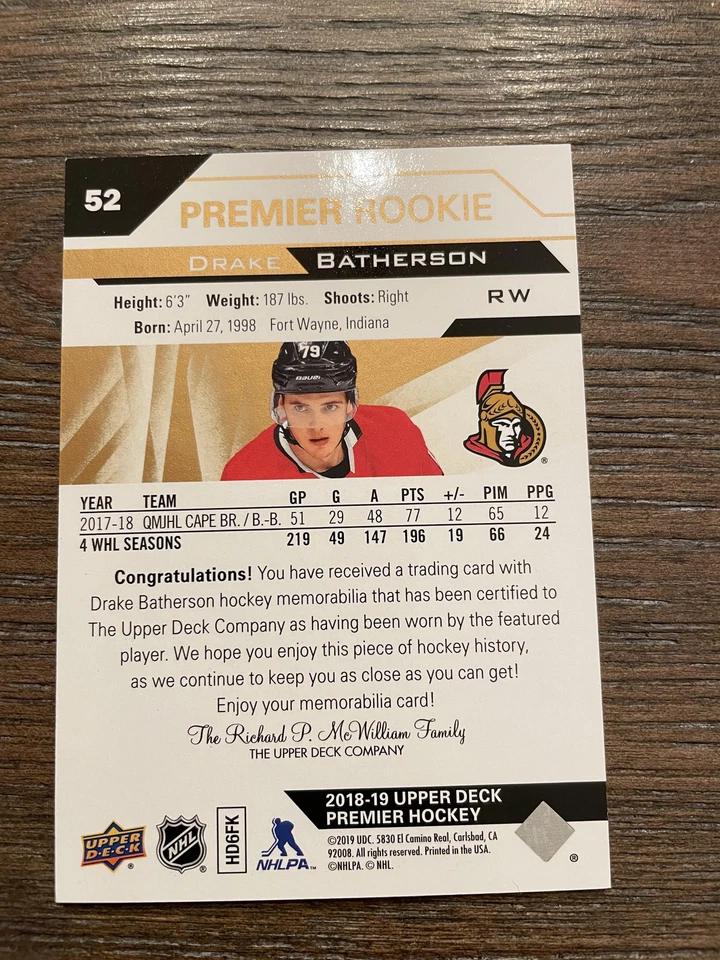 52
PREMIER ROOKIE
DRAKE BATHERSON
Height: 6'3" Weight: 187 lbs. Shoots: Right
RW
Born: April 27, 1998 Fort Wayne, Indiana
79
BAUER
YEAR TEAM GP G A PTS +/- PIM PPG
2017-18 QMJHL CAPE BR. / B.-B. 51 29 48 77 12 65 12
4 WHL SEASONS 219 49 147 196 19 66 24
Congratulations! You have received a trading card with
Drake Batherson hockey memorabilia that has been certified to
The Upper Deck Company as having been worn by the featured
player. We hope you enjoy this piece of hockey history,
as we continue to keep you as close as you can get!
Enjoy your memorabilia card!
The Richard P. McWilliam Family
THE UPPER DECK COMPANY
2018-19 UPPER DECK
PREMIER HOCKEY
UPPER
DECK
®
NHL
®
HD6FK
NHLPA™
©2019 UDC. 5830 El Camino Real, Carlsbad, CA
92008. All rights reserved. Printed in the USA.
©NHLPA. © NHL.
®